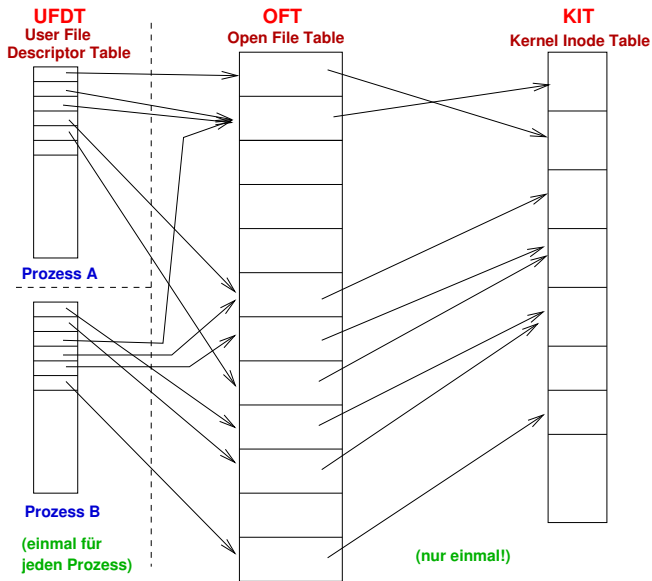 UFDT
User File
Descriptor Table
OFT
Open File Table
KIT
Kernel Inode Table
Prozess A
Prozess B
(einmal für
jeden Prozess)
(nur einmal!)